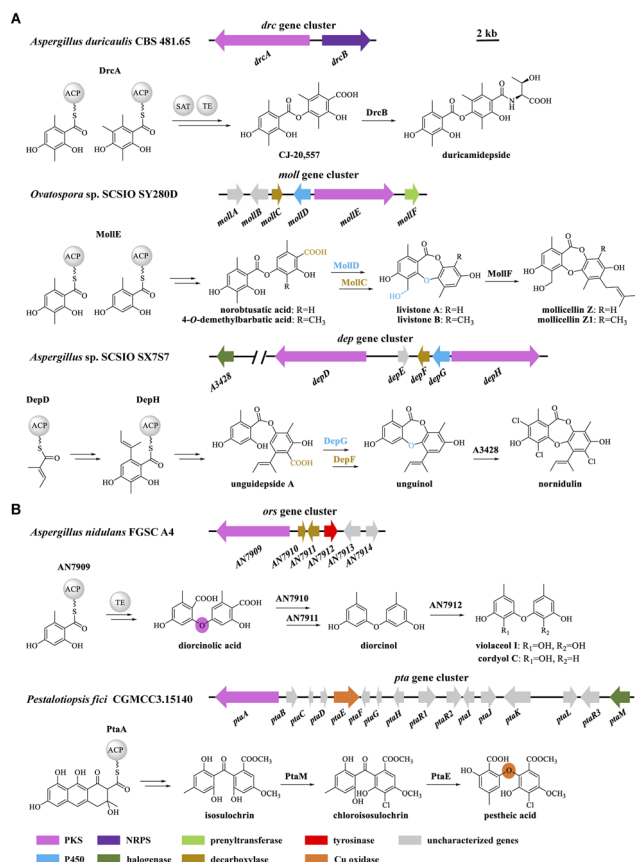 A
drc gene cluster
Aspergillus duricaulis CBS 481.65
2 kb
drcA drcB
DrcA
ACP ACP
S S
SAT TE
CJ-20,557
DrcB
duricamidepside
moll gene cluster
Ovatospora sp. SCSIO SY280D
mollA mollB mollC mollD mollE mollF
MollE
ACP ACP
S S
norobtusatic acid: R=H
4-O-demethylbarbatic acid: R=CH3
MollD
MollC
livistone A: R=H
livistone B: R=CH3
MollF
mollicellin Z: R=H
mollicellin Z1: R=CH3
dep gene cluster
Aspergillus sp. SCSIO SX7S7
A3428 depD depE depF depG depH
DepD DepH
ACP ACP
S S
unguidepside A
DepG
DepF
unguinol
A3428
nornidulin
B
ors gene cluster
Aspergillus nidulans FGSC A4
AN7909 AN7910 AN7911 AN7912 AN7913 AN7914
AN7909
ACP
S
TE
diorcinolic acid
AN7910
AN7911
diorcinol
AN7912
violaceol I: R1=OH, R2=OH
cordyol C: R1=OH, R2=H
pta gene cluster
Pestalotiopsis fici CGMCC3.15140
ptaA ptaB ptaC ptaD ptaE ptaF ptaG ptaH ptaR1 ptaR2 ptaI ptaJ ptaK ptaL ptaR3 ptaM
PtaA
ACP
S
isosulochrin
PtaM
chloroisosulochrin
PtaE
pestheic acid
PKS NRPS prenyltransferase tyrosinase uncharacterized genes
P450 halogenase decarboxylase Cu oxidase